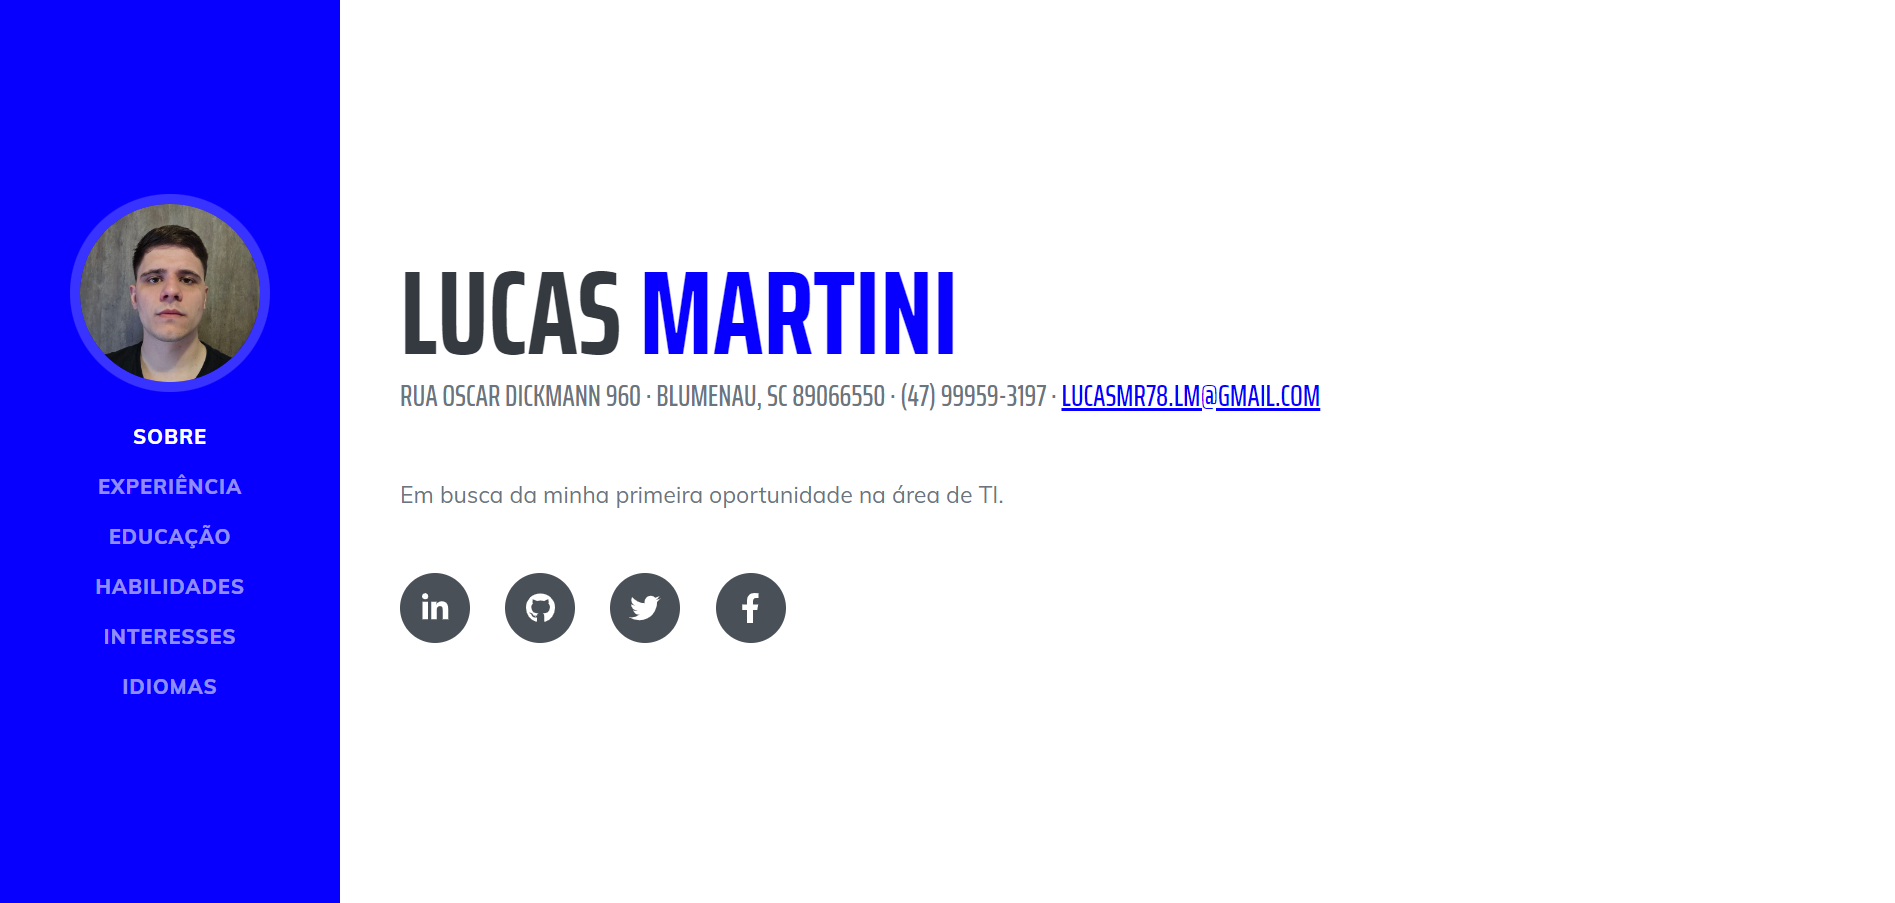 SOBRE
EXPERIÊNCIA
EDUCAÇÃO
HABILIDADES
INTERESSES
IDIOMAS
LUCAS MARTINI
RUA OSCAR DICKMANN 960 · BLUMENAU, SC 89066550 · (47) 99959-3197 · LUCASMR78.LM@GMAIL.COM
Em busca da minha primeira oportunidade na área de TI.